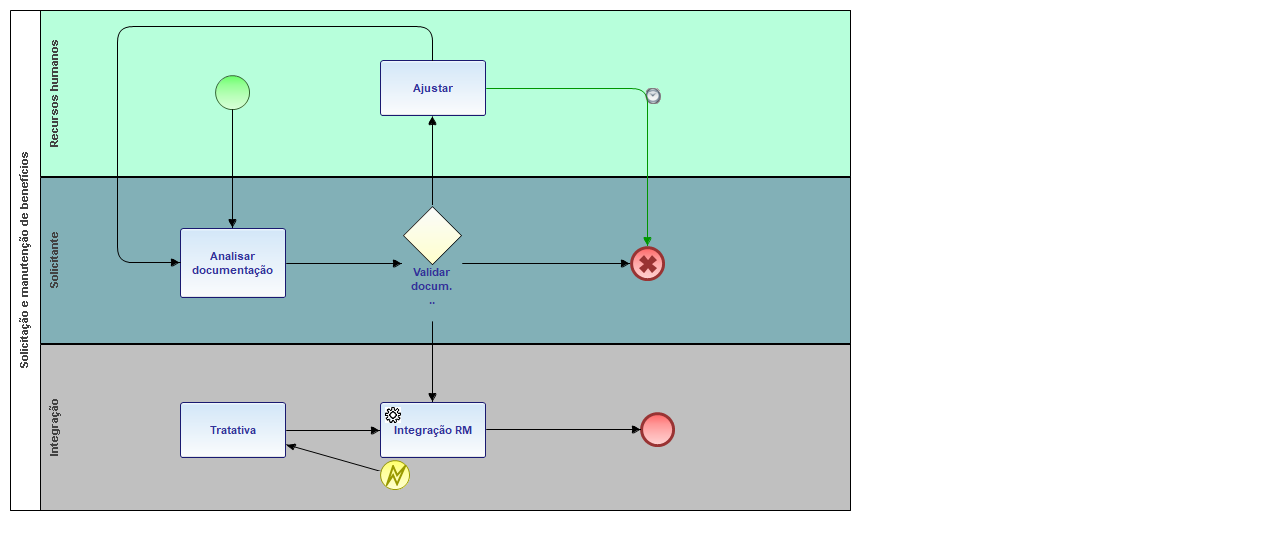 Solicitação e manutenção de benefícios
Recursos humanos
Ajustar
Solicitante
Analisar
documentação
Validar
docum.
..
Integração
Tratativa
Integração RM